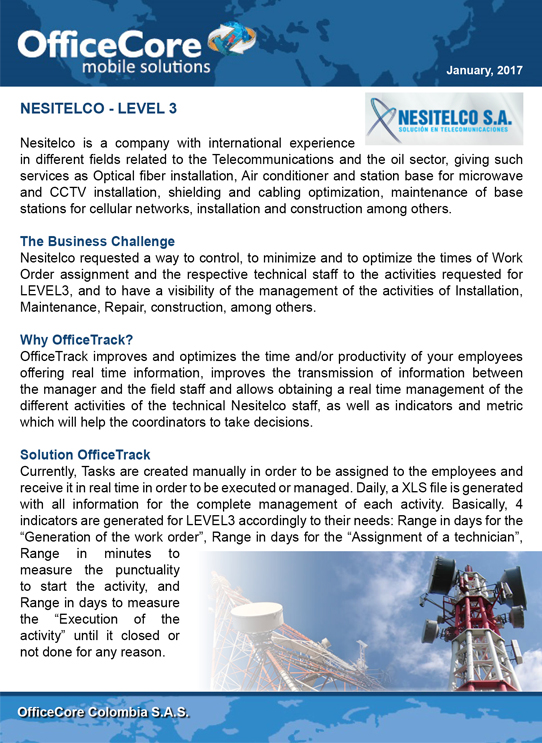 OfficeCore
mobile solutions
January, 2017
NESITELCO - LEVEL 3
NESITELCO S.A.
SOLUCIÓN EN TELECOMUNICACIONES
Nesitelco is a company with international experience
in different fields related to the Telecommunications and the oil sector, giving such
services as Optical fiber installation, Air conditioner and station base for microwave
and CCTV installation, shielding and cabling optimization, maintenance of base
stations for cellular networks, installation and construction among others.
The Business Challenge
Nesitelco requested a way to control, to minimize and to optimize the times of Work
Order assignment and the respective technical staff to the activities requested for
LEVEL3, and to have a visibility of the management of the activities of Installation,
Maintenance, Repair, construction, among others.
Why OfficeTrack?
OfficeTrack improves and optimizes the time and/or productivity of your employees
offering real time information, improves the transmission of information between
the manager and the field staff and allows obtaining a real time management of the
different activities of the technical Nesitelco staff, as well as indicators and metric
which will help the coordinators to take decisions.
Solution OfficeTrack
Currently, Tasks are created manually in order to be assigned to the employees and
receive it in real time in order to be executed or managed. Daily, a XLS file is generated
with all information for the complete management of each activity. Basically, 4
indicators are generated for LEVEL3 accordingly to their needs: Range in days for the
“Generation of the work order”, Range in days for the “Assignment of a technician”,
Range in minutes to
measure the punctuality
to start the activity, and
Range in days to measure
the “Execution of the
activity” until it closed or
not done for any reason.
OfficeCore Colombia S.A.S.